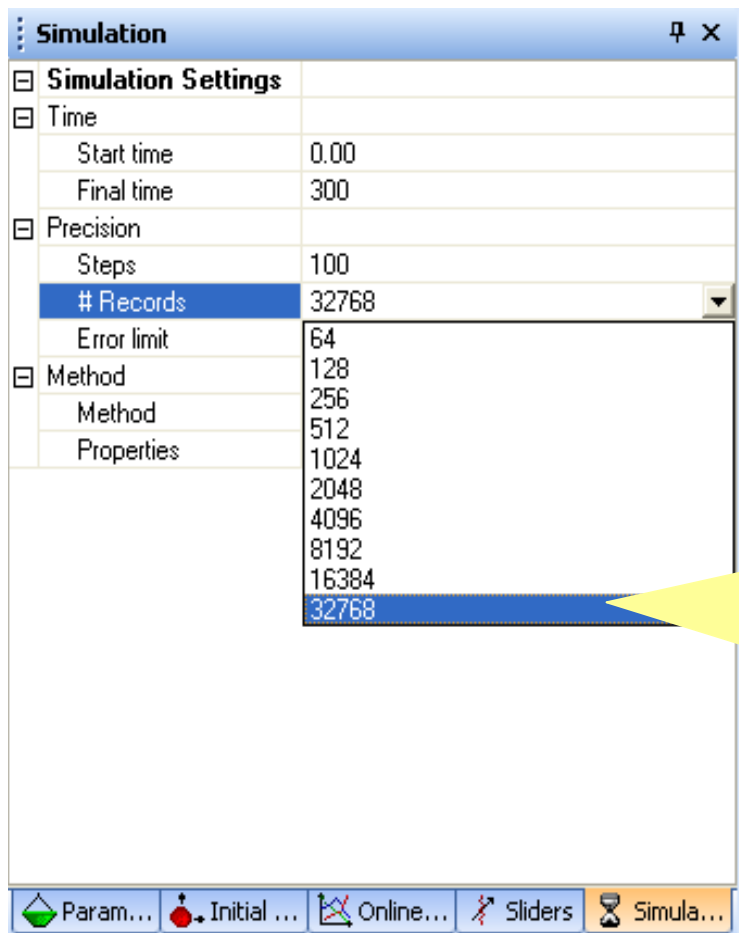 Simulation
Simulation Settings
Time
Start time 0.00
Final time 300
Precision
Steps 100
# Records 32768
Error limit
64
Method
128
256
Method
512
Properties
1024
2048
4096
8192
16384
32768
Param... Initial ... Online... Sliders Simula...